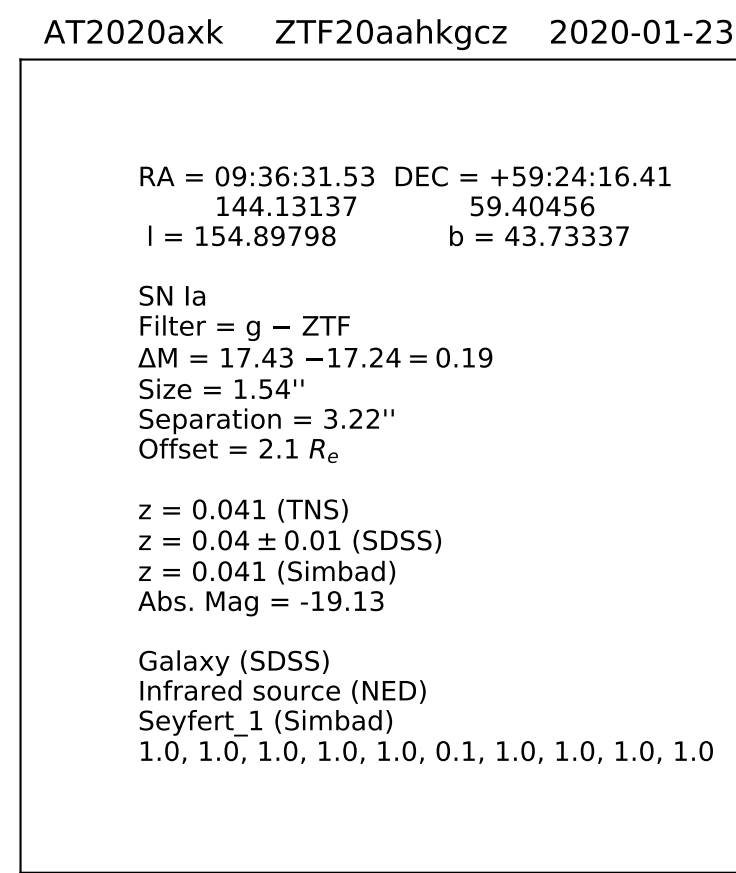 AT2020axk ZTF20aahkgcz 2020-01-23
RA = 09:36:31.53 DEC = +59:24:16.41
144.13137 59.40456
l = 154.89798 b = 43.73337
SN Ia
Filter = g − ZTF
ΔM = 17.43 −17.24 = 0.19
Size = 1.54''
Separation = 3.22''
Offset = 2.1 Rₑ
z = 0.041 (TNS)
z = 0.04 ± 0.01 (SDSS)
z = 0.041 (Simbad)
Abs. Mag = -19.13
Galaxy (SDSS)
Infrared source (NED)
Seyfert_1 (Simbad)
1.0, 1.0, 1.0, 1.0, 1.0, 0.1, 1.0, 1.0, 1.0, 1.0